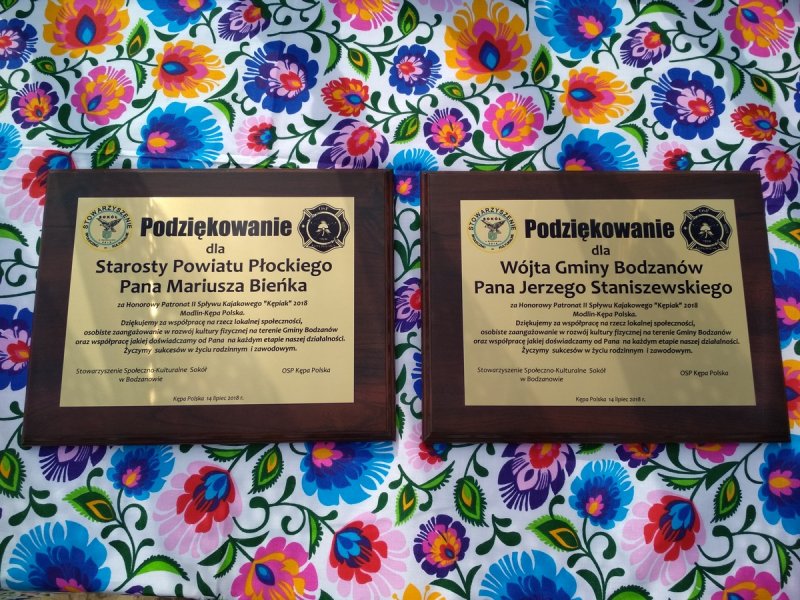 STOWARZYSZENIE
SOKÓŁ
Podziękowanie
dla
Starosty Powiatu Płockiego
Pana Mariusza Bieńka
za Honorowy Patronat II Spływu Kajakowego "Kępiak" 2018
Modlin-Kępa Polska.
Dziękujemy za współpracę na rzecz lokalnej społeczności,
osobiste zaangażowanie w rozwój kultury fizycznej na terenie Gminy Bodzanów
oraz współpracę jakiej doświadczamy od Pana na każdym etapie naszej działalności.
Życzymy sukcesów w życiu rodzinnym i zawodowym.
Stowarzyszenie Społeczno-Kulturalne Sokół
w Bodzanowie
OSP Kępa Polska
Kępa Polska 14 lipiec 2018 r.
STOWARZYSZENIE
SOKÓŁ
Podziękowanie
dla
Wójta Gminy Bodzanów
Pana Jerzego Staniszewskiego
za Honorowy Patronat II Spływu Kajakowego "Kępiak" 2018
Modlin-Kępa Polska.
Dziękujemy za współpracę na rzecz lokalnej społeczności,
osobiste zaangażowanie w rozwój kultury fizycznej na terenie Gminy Bodzanów
oraz współpracę jakiej doświadczamy od Pana na każdym etapie naszej działalności.
Życzymy sukcesów w życiu rodzinnym i zawodowym.
Stowarzyszenie Społeczno-Kulturalne Sokół
w Bodzanowie
OSP Kępa Polska
Kępa Polska 14 lipiec 2018 r.